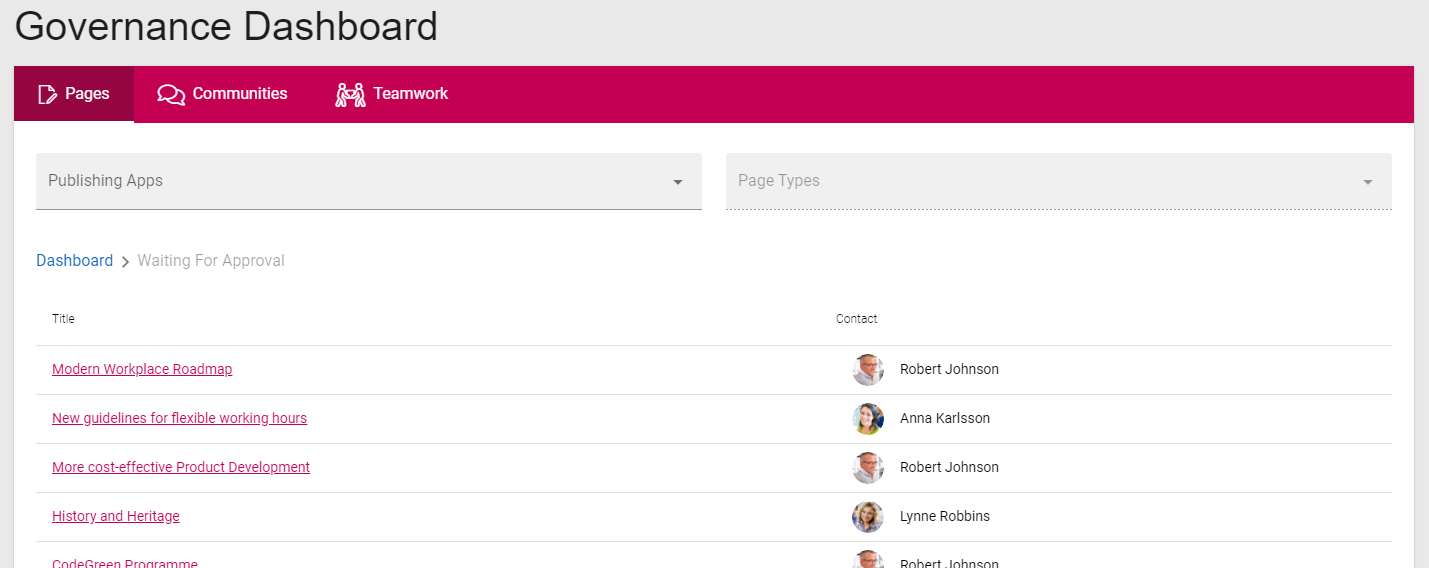 Governance Dashboard
Pages Communities Teamwork
Publishing Apps Page Types
Dashboard Waiting For Approval
Title Contact
Modern Workplace Roadmap Robert Johnson
New guidelines for flexible working hours Anna Karlsson
More cost-effective Product Development Robert Johnson
History and Heritage Lynne Robbins
CodeGreen Programme Robert Johnson